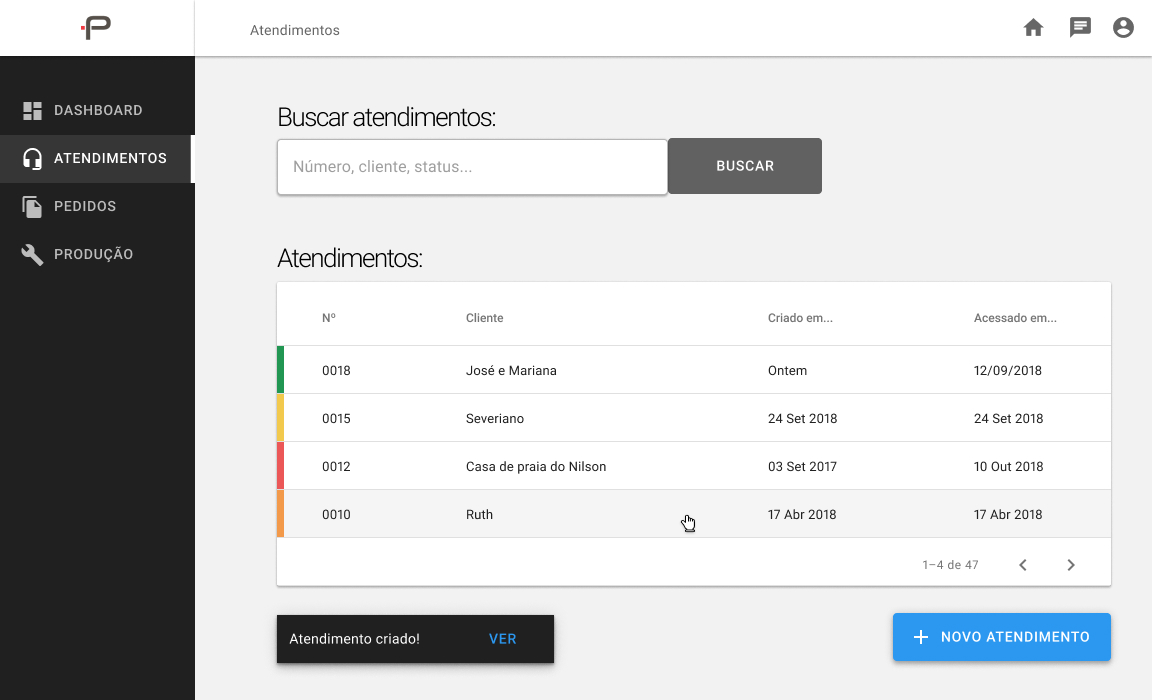 Atendimentos
DASHBOARD
ATENDIMENTOS
PEDIDOS
PRODUÇÃO
Buscar atendimentos:
Número, cliente, status... BUSCAR
Atendimentos:
Nº Cliente Criado em... Acessado em...
0018 José e Mariana Ontem 12/09/2018
0015 Severiano 24 Set 2018 24 Set 2018
0012 Casa de praia do Nilson 03 Set 2017 10 Out 2018
0010 Ruth 17 Abr 2018 17 Abr 2018
1–4 de 47
Atendimento criado! VER
NOVO ATENDIMENTO